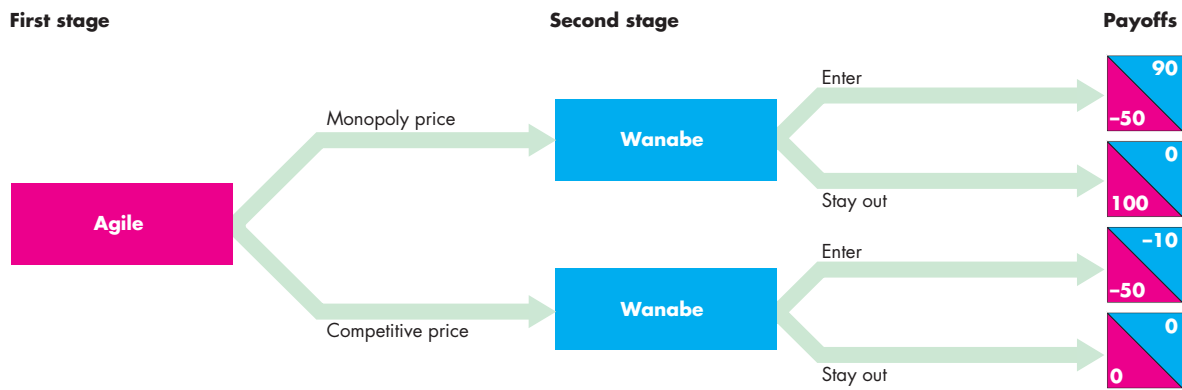 First stage
Second stage
Payoffs
Enter
90
Monopoly price
–50
Wanabe
0
Stay out
100
Agile
Enter
–10
–50
Wanabe
Competitive price
0
Stay out
0